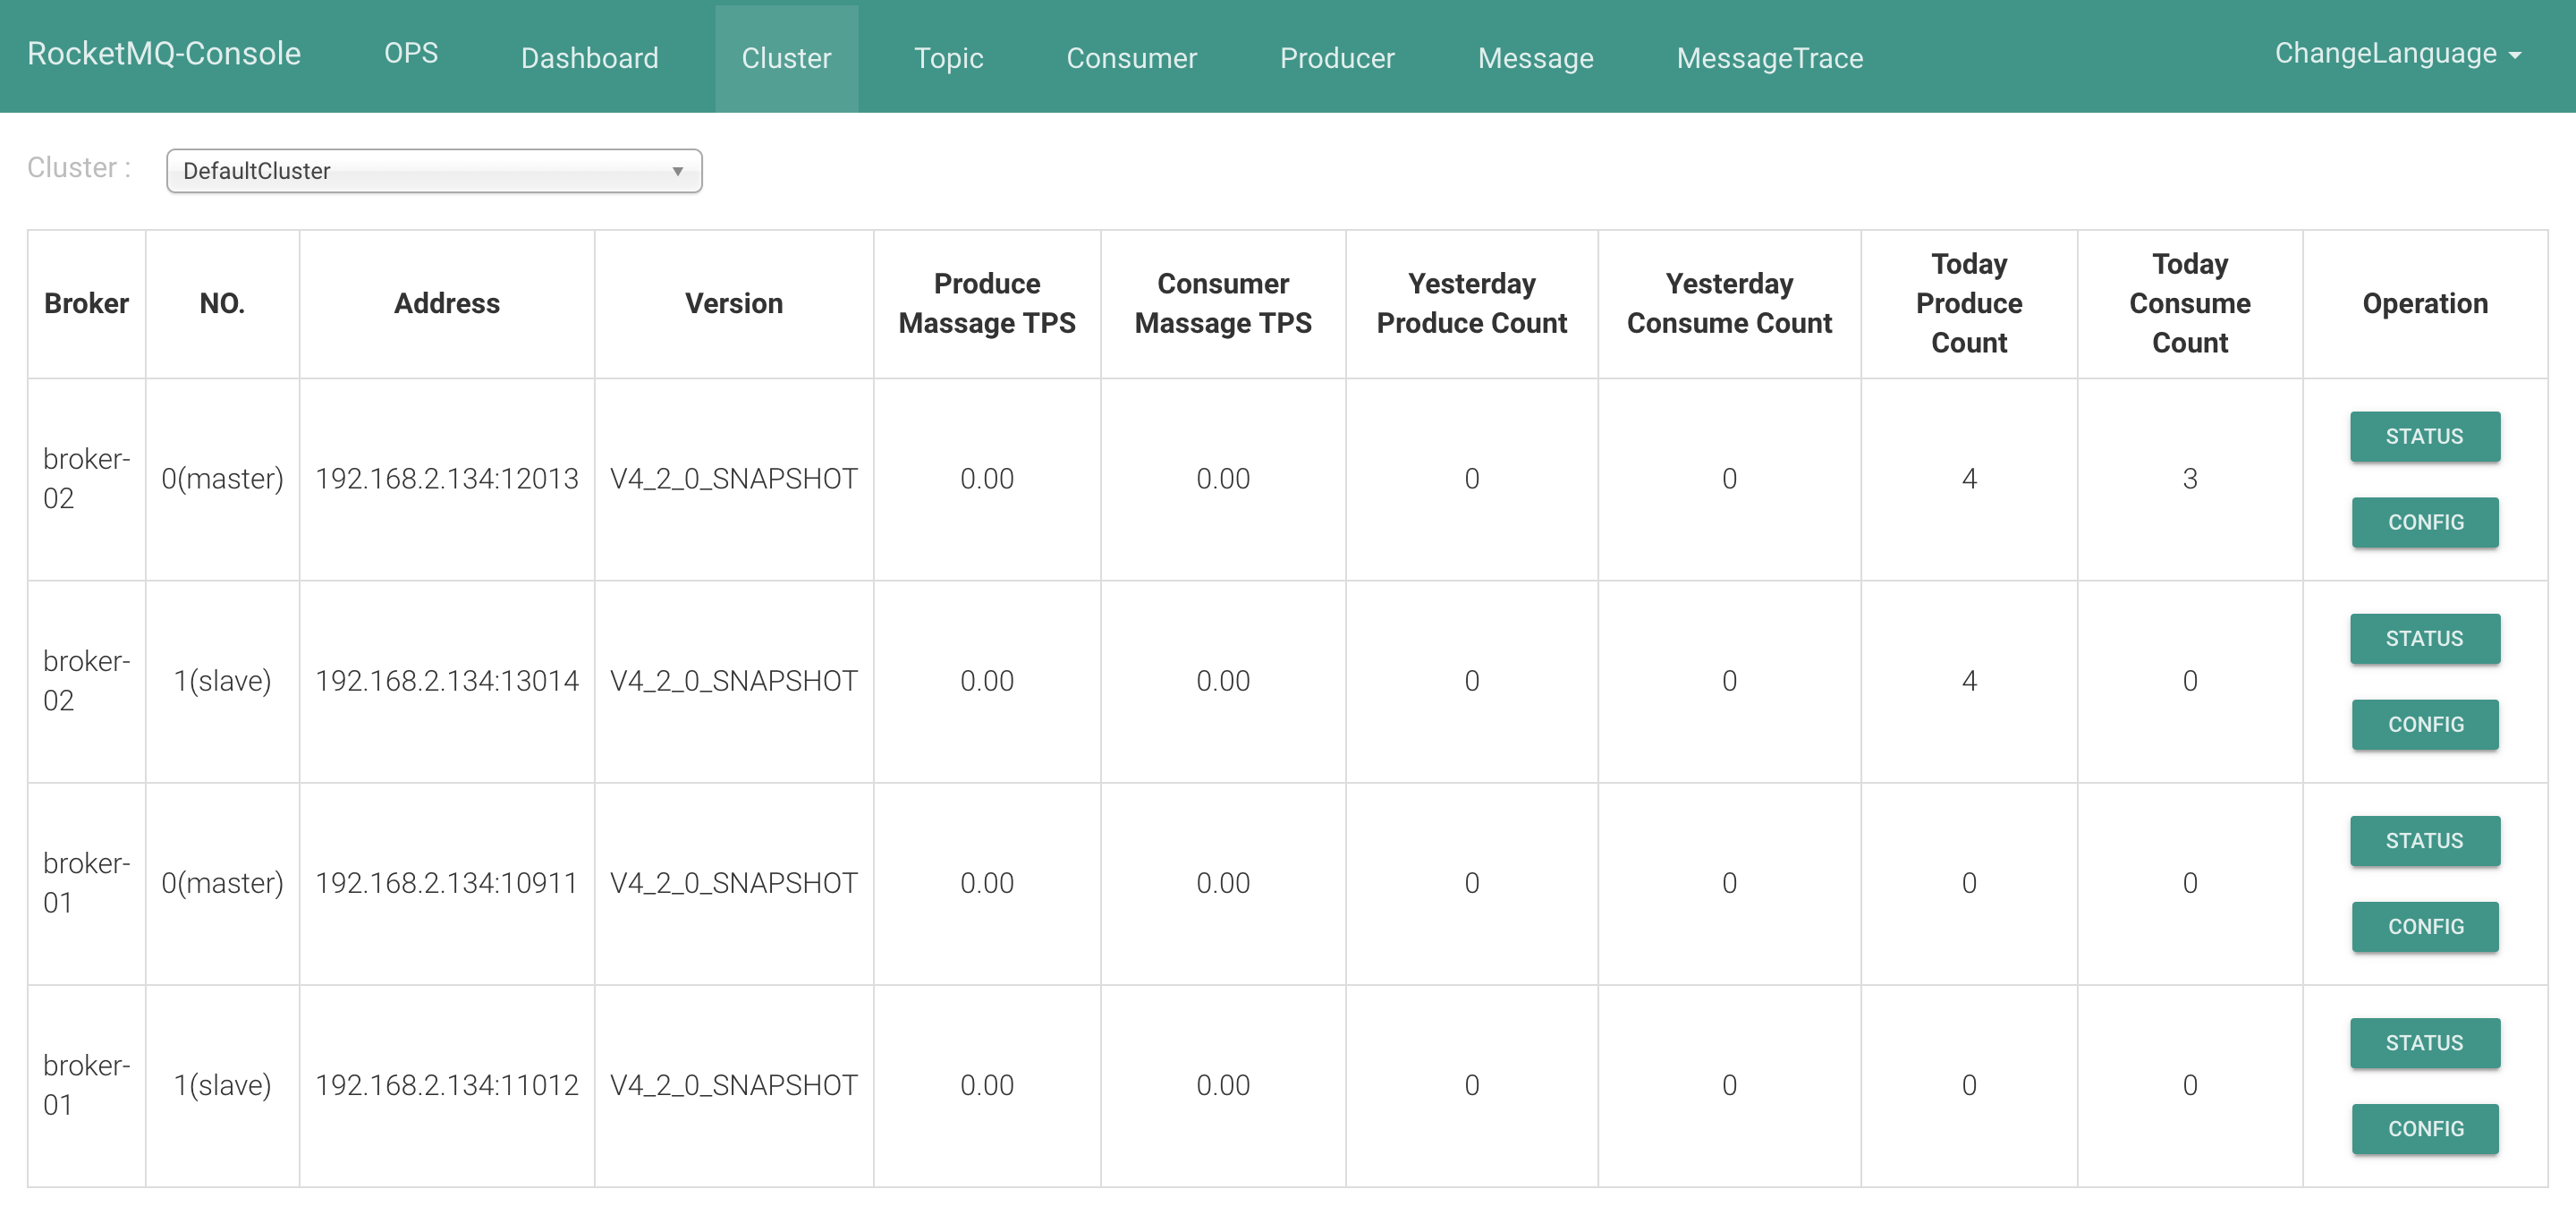 RocketMQ-Console OPS Dashboard Cluster Topic Consumer Producer Message MessageTrace ChangeLanguage
Cluster : DefaultCluster
Broker NO. Address Version Produce Massage TPS Consumer Massage TPS Yesterday Produce Count Yesterday Consume Count Today Produce Count Today Consume Count Operation
broker-02 0(master) 192.168.2.134:12013 V4_2_0_SNAPSHOT 0.00 0.00 0 0 4 3 STATUS CONFIG
broker-02 1(slave) 192.168.2.134:13014 V4_2_0_SNAPSHOT 0.00 0.00 0 0 4 0 STATUS CONFIG
broker-01 0(master) 192.168.2.134:10911 V4_2_0_SNAPSHOT 0.00 0.00 0 0 0 0 STATUS CONFIG
broker-01 1(slave) 192.168.2.134:11012 V4_2_0_SNAPSHOT 0.00 0.00 0 0 0 0 STATUS CONFIG